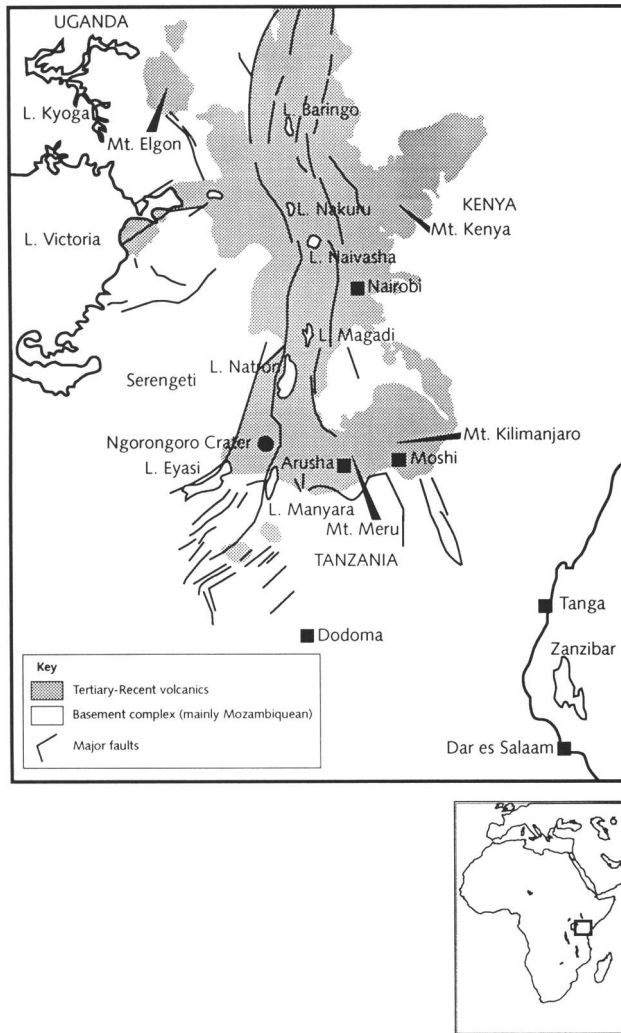 UGANDA
L. Kyoga
Mt. Elgon
L. Baringo
KENYA
L. Nakuru
Mt. Kenya
L. Victoria
L. Naivasha
Nairobi
L. Magadi
L. Natron
Serengeti
Mt. Kilimanjaro
Ngorongoro Crater
L. Eyasi
Arusha
Moshi
L. Manyara
Mt. Meru
TANZANIA
Tanga
Dodoma
Zanzibar
Key
Tertiary-Recent volcanics
Basement complex (mainly Mozambiquean)
Major faults
Dar es Salaam